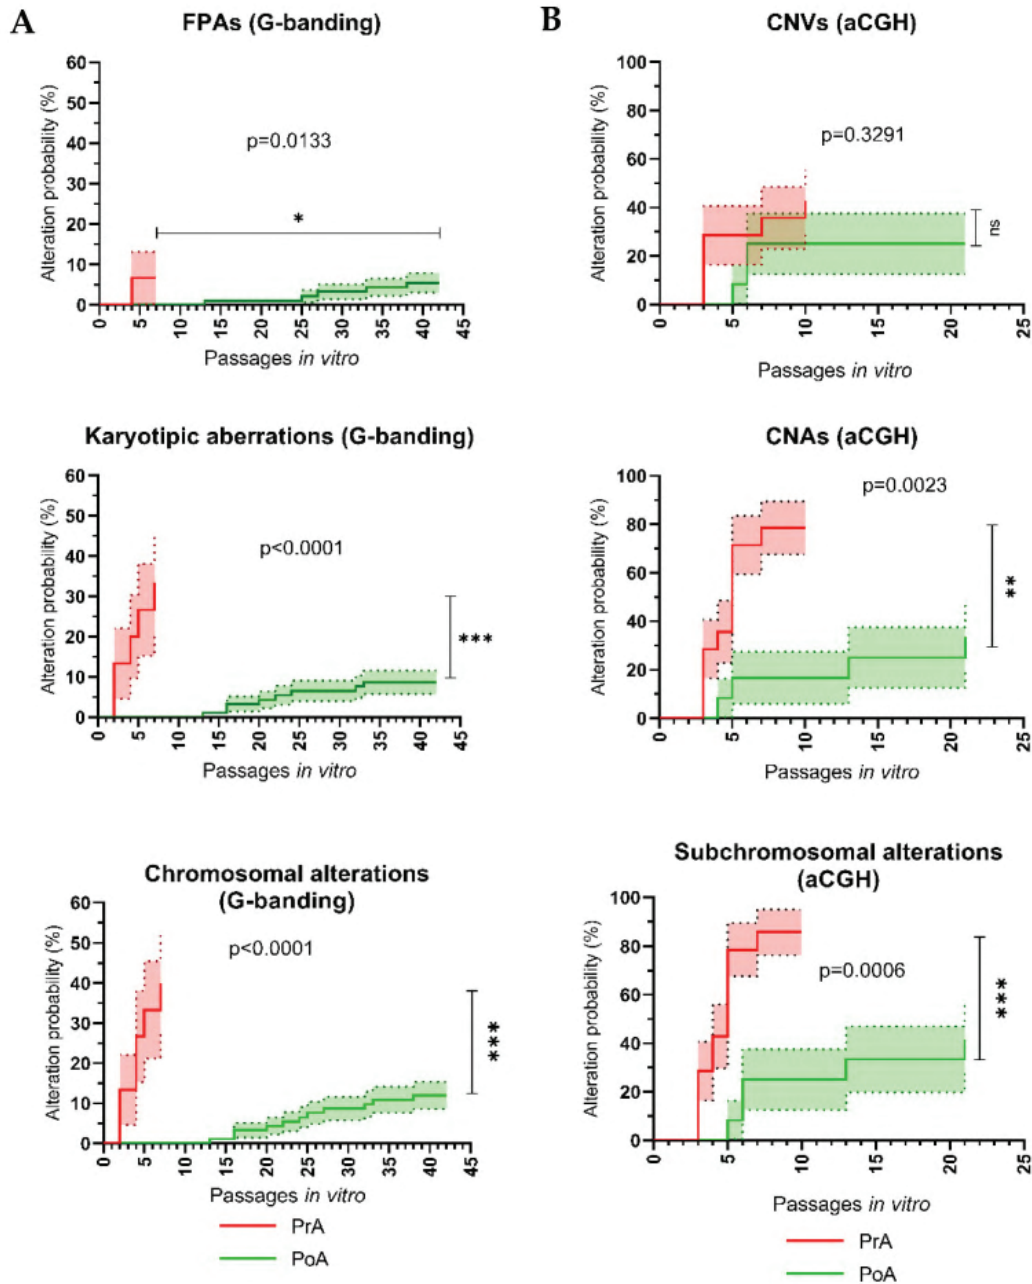 A
FPAs (G-banding)
Alteration probability (%)
60
50
40
30
20
10
0
p=0.0133
*
0 5 10 15 20 25 30 35 40 45
Passages in vitro
Karyotipic aberrations (G-banding)
Alteration probability (%)
60
50
40
30
20
10
0
p<0.0001
***
0 5 10 15 20 25 30 35 40 45
Passages in vitro
Chromosomal alterations
(G-banding)
Alteration probability (%)
60
50
40
30
20
10
0
p<0.0001
***
0 5 10 15 20 25 30 35 40 45
Passages in vitro
PrA
PoA
B
CNVs (aCGH)
Alteration probability (%)
100
80
60
40
20
0
p=0.3291
ns
0 5 10 15 20 25
Passages in vitro
CNAs (aCGH)
Alteration probability (%)
100
80
60
40
20
0
p=0.0023
**
0 5 10 15 20 25
Passages in vitro
Subchromosomal alterations
(aCGH)
Alteration probability (%)
100
80
60
40
20
0
p=0.0006
***
0 5 10 15 20 25
Passages in vitro
PrA
PoA